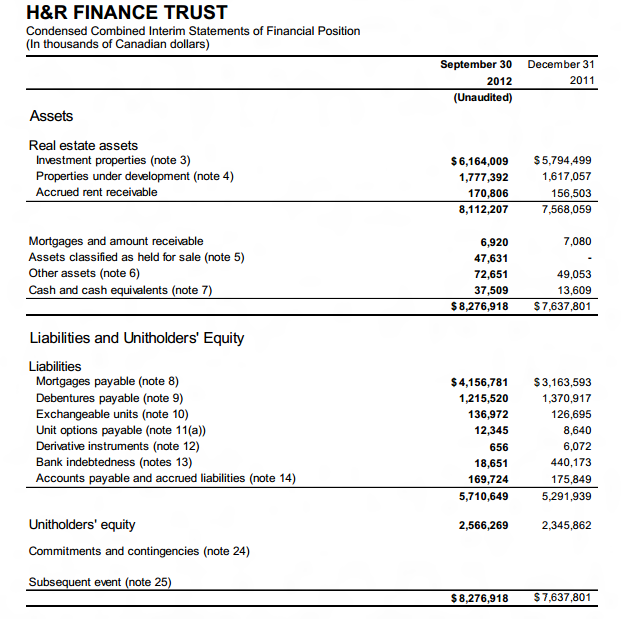 H&R FINANCE TRUST
Condensed Combined Interim Statements of Financial Position
(In thousands of Canadian dollars)
September 30 December 31
2012 2011
(Unaudited)
Assets
Real estate assets
Investment properties (note 3) $ 6,164,009 $ 5,794,499
Properties under development (note 4) 1,777,392 1,617,057
Accrued rent receivable 170,806 156,503
8,112,207 7,568,059
Mortgages and amount receivable 6,920 7,080
Assets classified as held for sale (note 5) 47,631 -
Other assets (note 6) 72,651 49,053
Cash and cash equivalents (note 7) 37,509 13,609
$ 8,276,918 $ 7,637,801
Liabilities and Unitholders' Equity
Liabilities
Mortgages payable (note 8) $ 4,156,781 $ 3,163,593
Debentures payable (note 9) 1,215,520 1,370,917
Exchangeable units (note 10) 136,972 126,695
Unit options payable (note 11(a)) 12,345 8,640
Derivative instruments (note 12) 656 6,072
Bank indebtedness (notes 13) 18,651 440,173
Accounts payable and accrued liabilities (note 14) 169,724 175,849
5,710,649 5,291,939
Unitholders' equity 2,566,269 2,345,862
Commitments and contingencies (note 24)
Subsequent event (note 25)
$ 8,276,918 $ 7,637,801